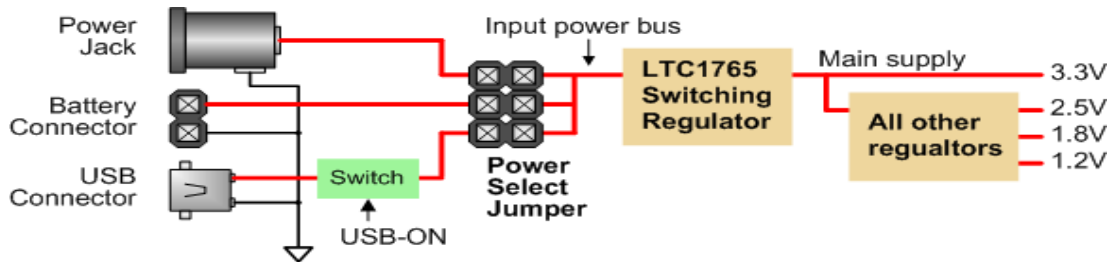 Power
Jack
Battery
Connector
USB
Connector
Switch
USB-ON
Power
Select
Jumper
Input power bus
LTC1765
Switching
Regulator
Main supply
All other
regualtors
3.3V
2.5V
1.8V
1.2V